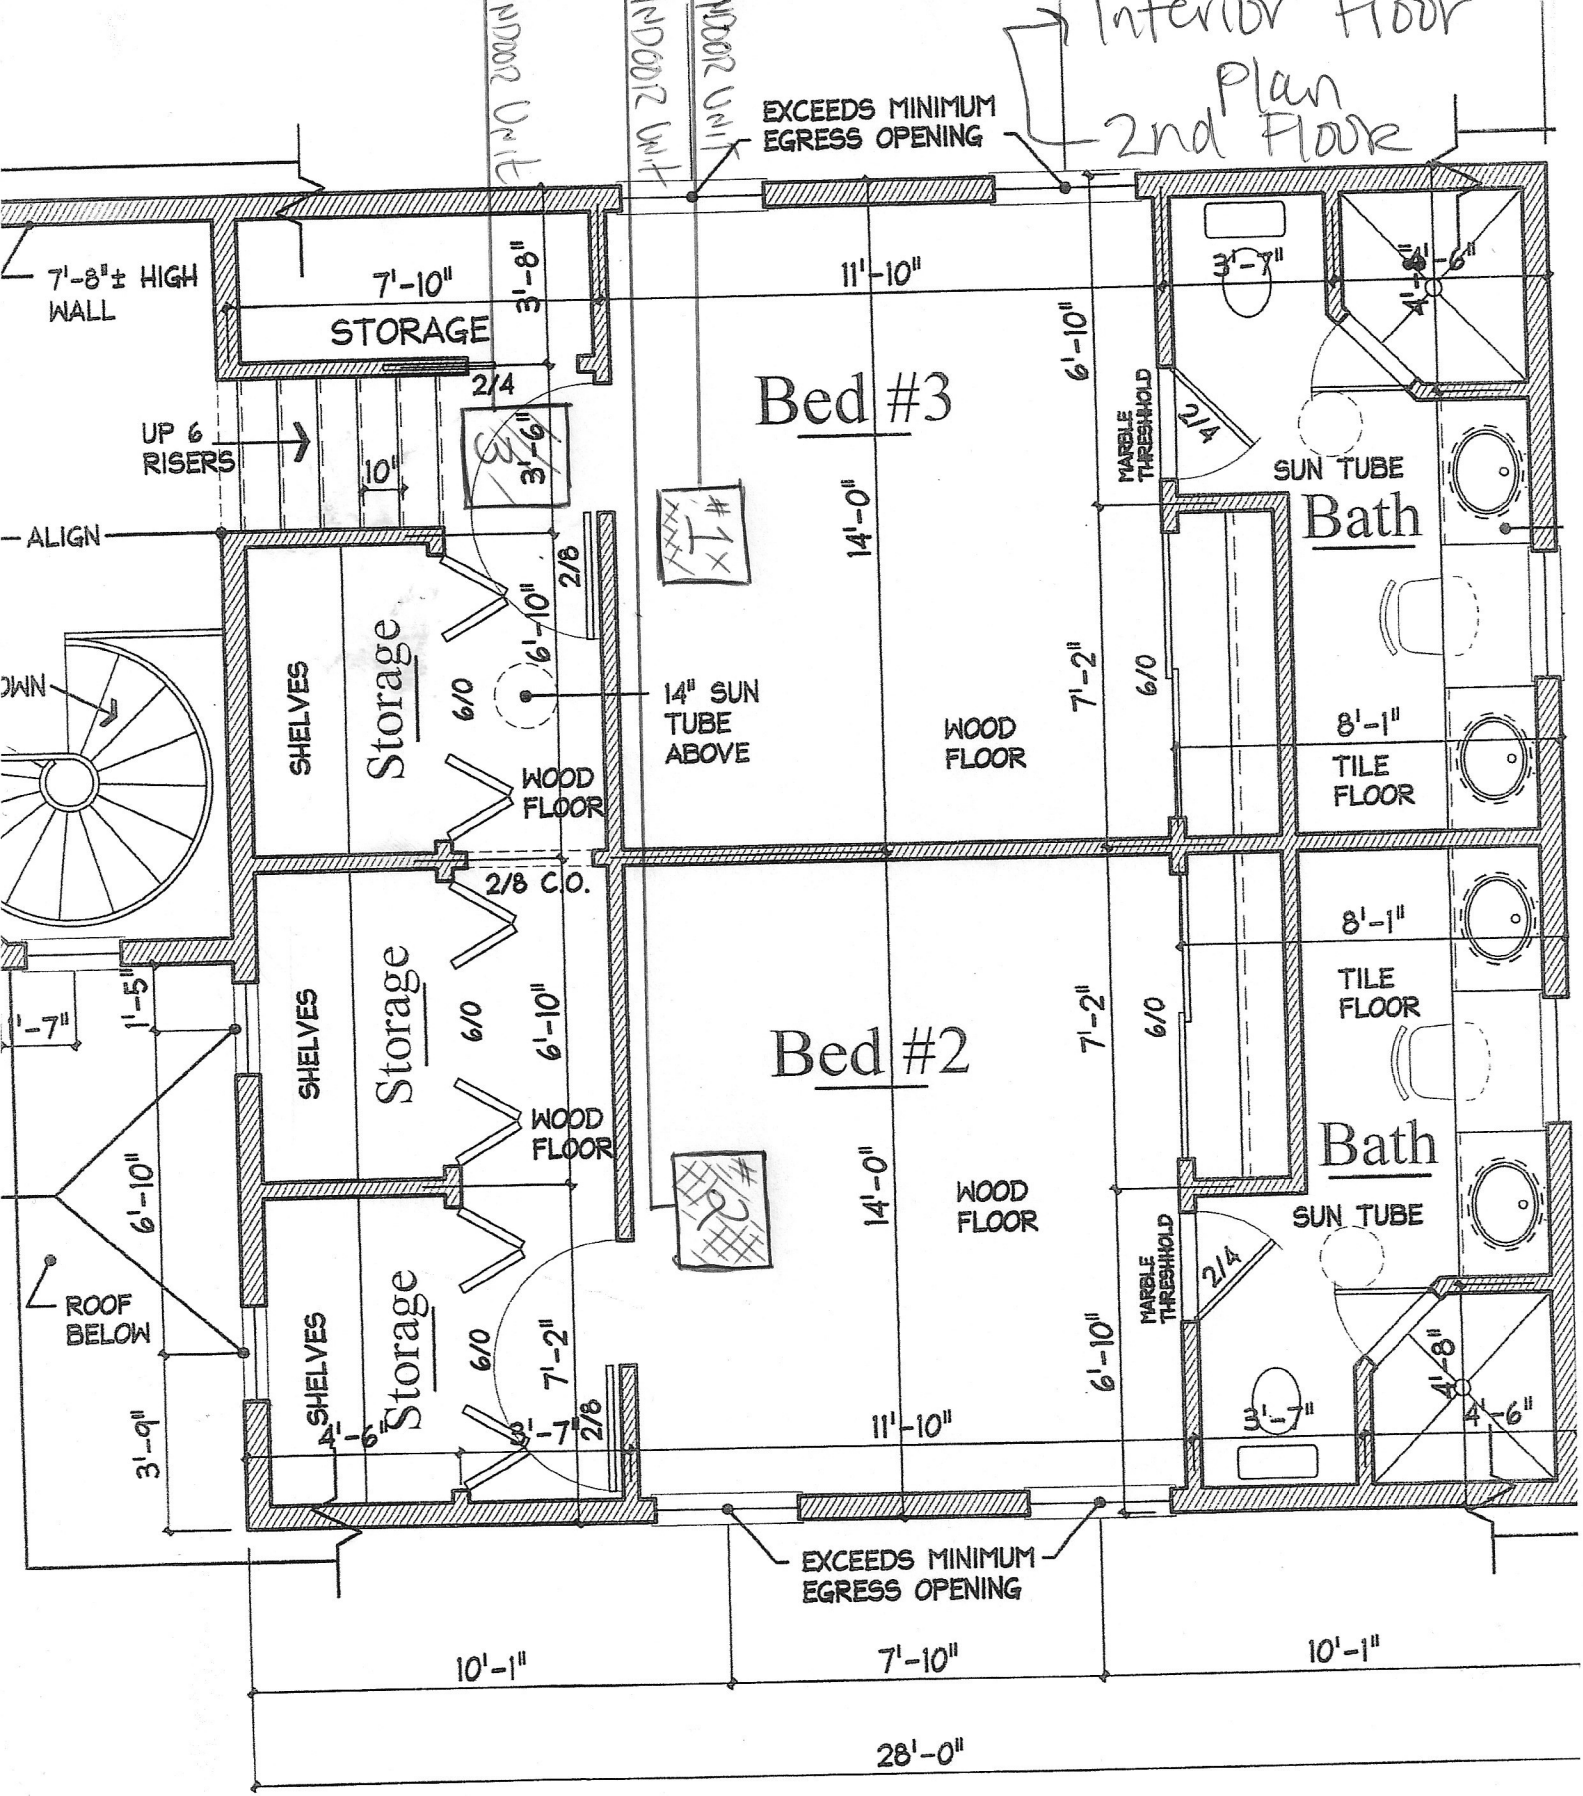 Interior Floor
Plan
2nd Floor
INDOOR UNIT
INDOOR UNIT
INDOOR UNIT
EXCEEDS MINIMUM
EGRESS OPENING
7'-8"± HIGH
WALL
7'-10"
STORAGE
3'-8"
11'-10"
3'-7"
4'-6"
6'-10"
2/4
Bed #3
MARBLE
THRESHHOLD
2/4
UP 6
RISERS
10"
3
3'-6"
SUN TUBE
Bath
# 1
14'-0"
ALIGN
2/8
6'-10"
SHELVES
Storage
6/0
14" SUN
TUBE
ABOVE
7'-2"
6/0
WOOD
FLOOR
8'-1"
TILE
FLOOR
WOOD
FLOOR
2/8 C.O.
8'-1"
TILE
FLOOR
1'-5"
SHELVES
Storage
6/0
6'-10"
7'-2"
6/0
Bed #2
WOOD
FLOOR
Bath
#2
14'-0"
WOOD
FLOOR
SUN TUBE
6'-10"
MARBLE
THRESHHOLD
2/4
ROOF
BELOW
SHELVES
Storage
6/0
7'-2"
6'-10"
4'-8"
3'-9"
4'-6"
3'-7"
2/8
11'-10"
3'-7"
4'-6"
EXCEEDS MINIMUM
EGRESS OPENING
10'-1"
7'-10"
10'-1"
28'-0"